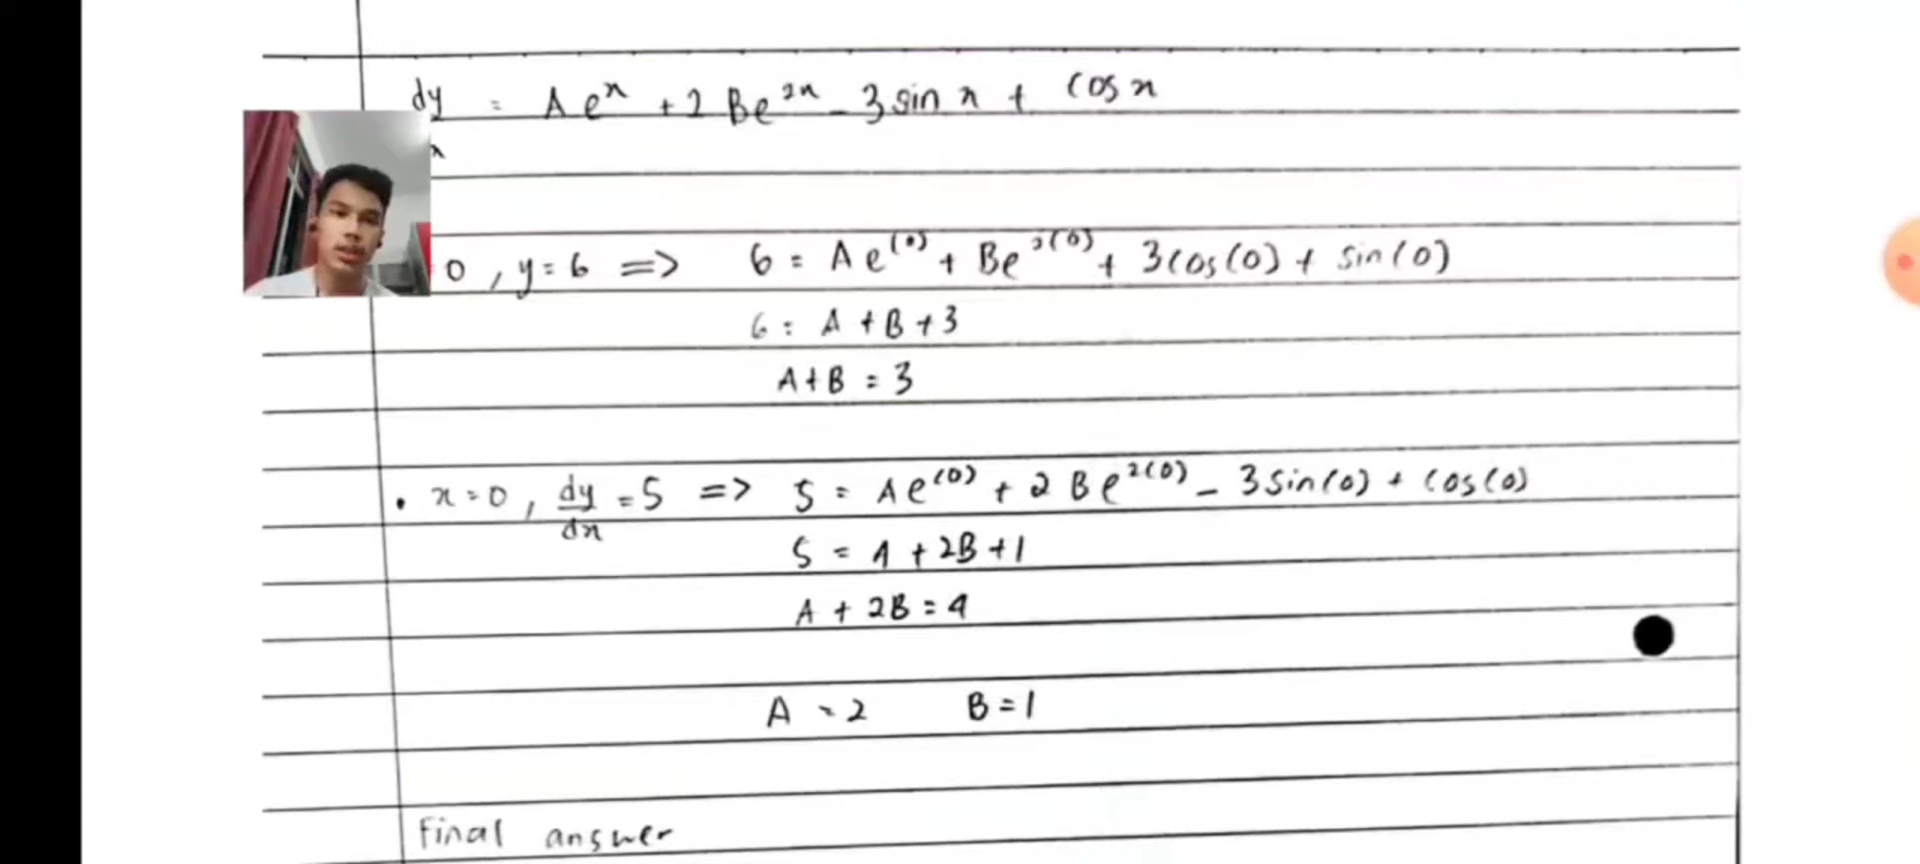 dy = Ae^x + 2Be^2x - 3 sin x + cos x
x
0, y = 6 => 6 = Ae^(0) + Be^2(0) + 3cos(0) + sin(0)
6 = A + B + 3
A + B = 3
• x = 0, dy/dx = 5 => 5 = Ae^(0) + 2Be^2(0) - 3 sin(0) + cos(0)
5 = A + 2B + 1
A + 2B = 4
A = 2 B = 1
Final answer